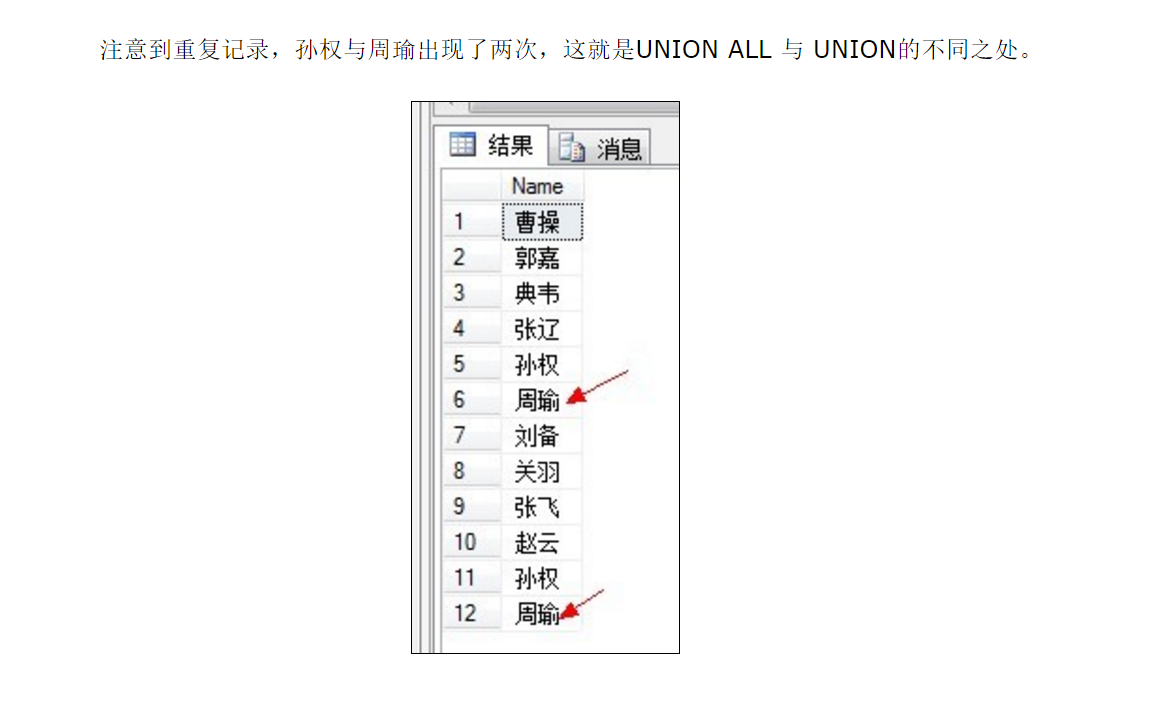 注意到重复记录，孙权与周瑜出现了两次，这就是UNION ALL 与 UNION的不同之处。
结果 消息
Name
1 曹操
2 郭嘉
3 典韦
4 张辽
5 孙权
6 周瑜
7 刘备
8 关羽
9 张飞
10 赵云
11 孙权
12 周瑜